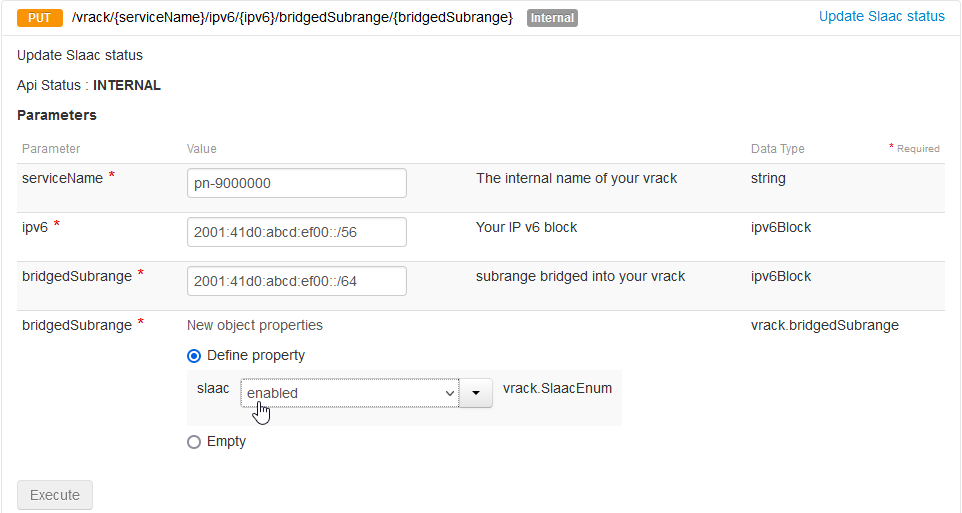 PUT /vrack/{serviceName}/ipv6/{ipv6}/bridgedSubrange/{bridgedSubrange} Internal Update Slaac status
Update Slaac status
Api Status : INTERNAL
Parameters
Parameter Value Data Type * Required
serviceName * pn-9000000 The internal name of your vrack string
ipv6 * 2001:41d0:abcd:ef00::/56 Your IP v6 block ipv6Block
bridgedSubrange * 2001:41d0:abcd:ef00::/64 subrange bridged into your vrack ipv6Block
bridgedSubrange * New object properties vrack.bridgedSubrange
Define property
slaac enabled vrack.SlaacEnum
Empty
Execute